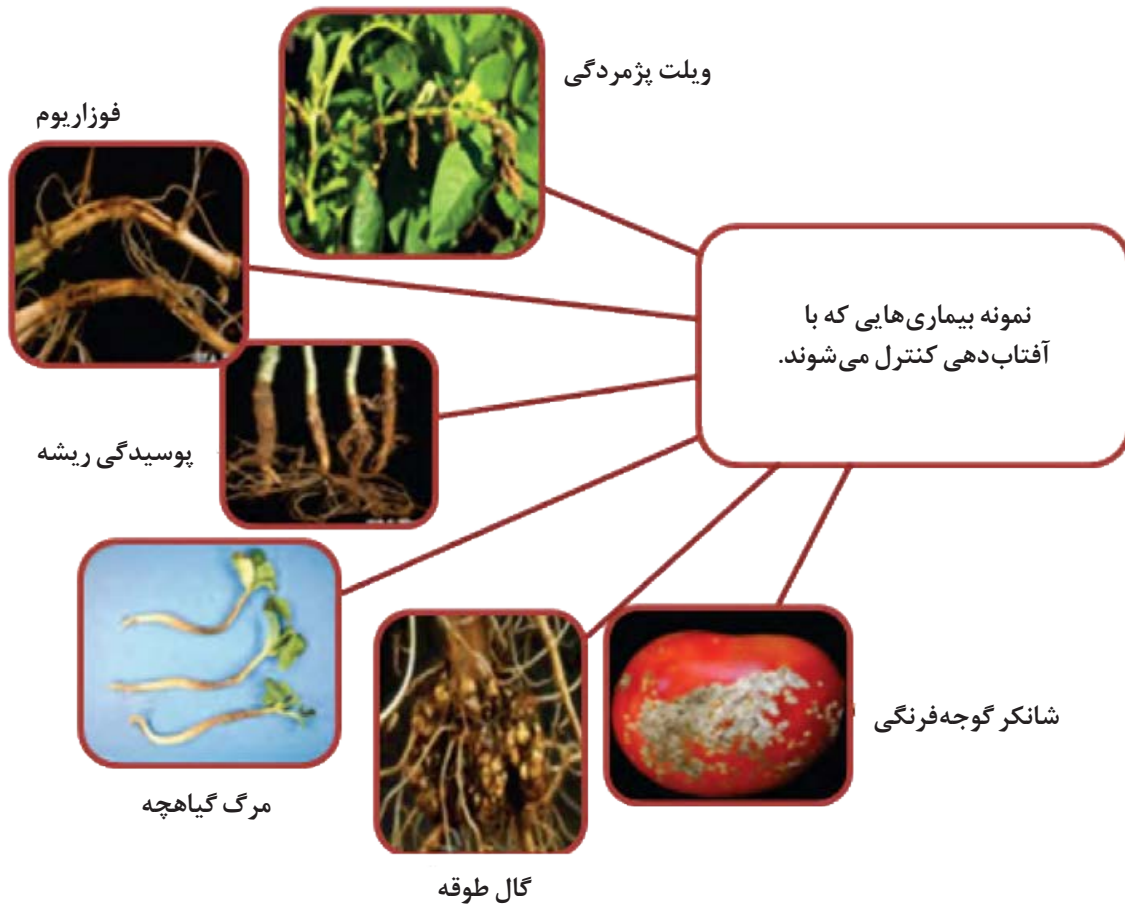 ویلت پژمردگی
فوزاریوم
نمونه بیماری‌هایی که با
آفتاب‌دهی کنترل می‌شوند.
پوسیدگی ریشه
شانکر گوجه‌فرنگی
مرگ گیاهچه
گال طوقه